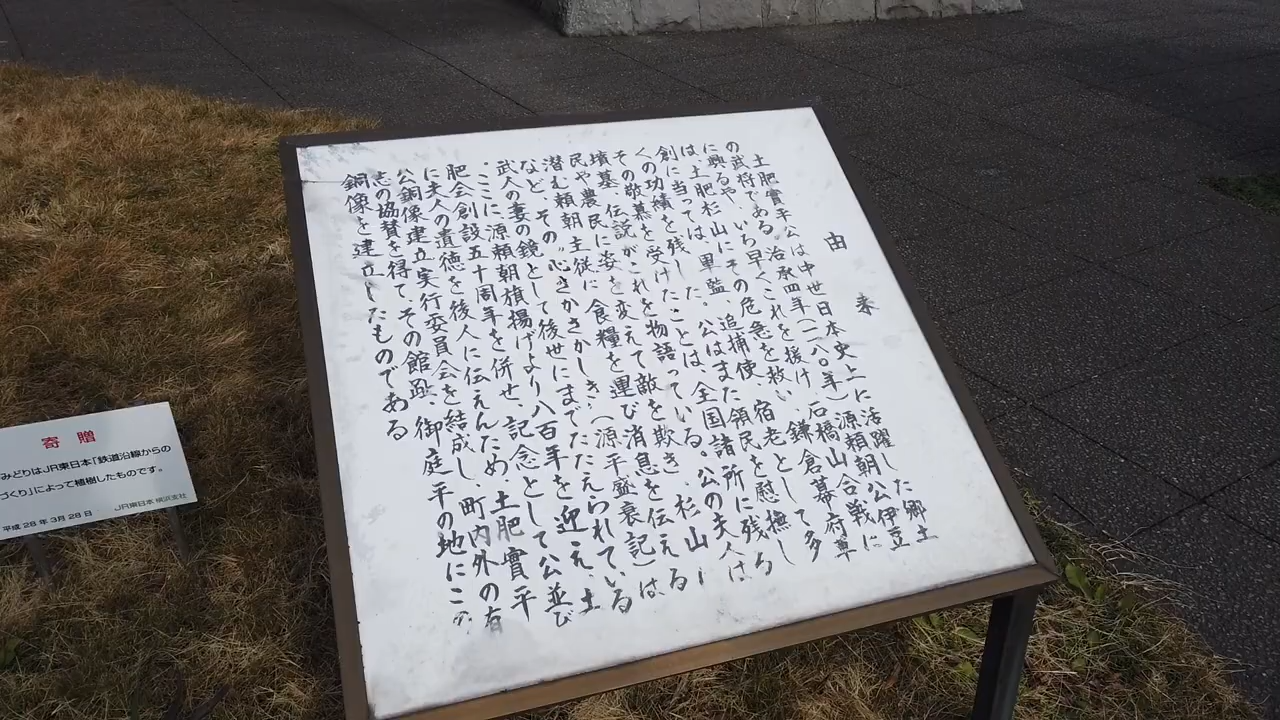 由来
土肥實平公は中世日本史上に活躍した郷土
の武将である。治承四年(一一八〇年)源頼朝公伊豆
に興るや、いち早くこれを援け、石橋山合戦に
は、土肥杉山にその危急を救い、鎌倉幕府草
創に当っては、軍監、追捕使、宿老として多
くの功績を残した。公はまた領民を慰撫し
その敬慕を受けたことは、全国諸所に残る
墳墓、伝説がこれを物語っている。公の夫人は
民や農民に姿を変えて敵を欺き、杉山に
潜む頼朝主従に食糧を運び消息を伝える
など、その〝心さかさかしき〟(源平盛衰記)は
武人の妻の鏡として後世にまでたたえられている
。ここに源頼朝旗揚げより八百年を迎え、土
肥会創設五十周年を併せ、記念として公並び
に夫人の遺徳を後人に伝えんため、土肥實平
公銅像建立実行委員会を結成し、町内外の有
志の協賛を得て、その館趾、御庭平の地にこの
銅像を建立したものである
寄贈
みどりはJR東日本「鉄道沿線からの
づくり」によって植樹したものです。
平成28年3月28日 JR東日本 横浜支社